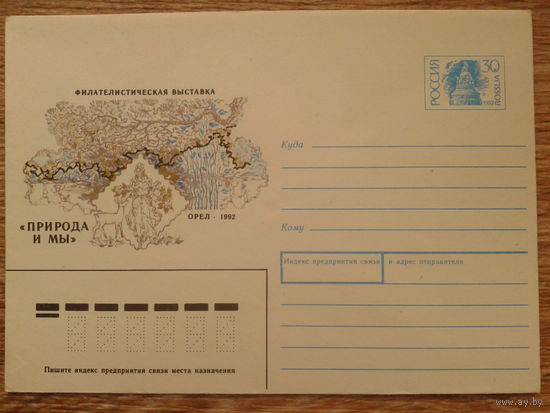 ФИЛАТЕЛИСТИЧЕСКАЯ ВЫСТАВКА
ОРЕЛ · 1992
«ПРИРОДА
И МЫ»
РОССИЯ
30
1992
ROSSIJA
Куда
Кому
Индекс предприятия связи и адрес отправителя
Пишите индекс предприятия связи места назначения
www.ay.by